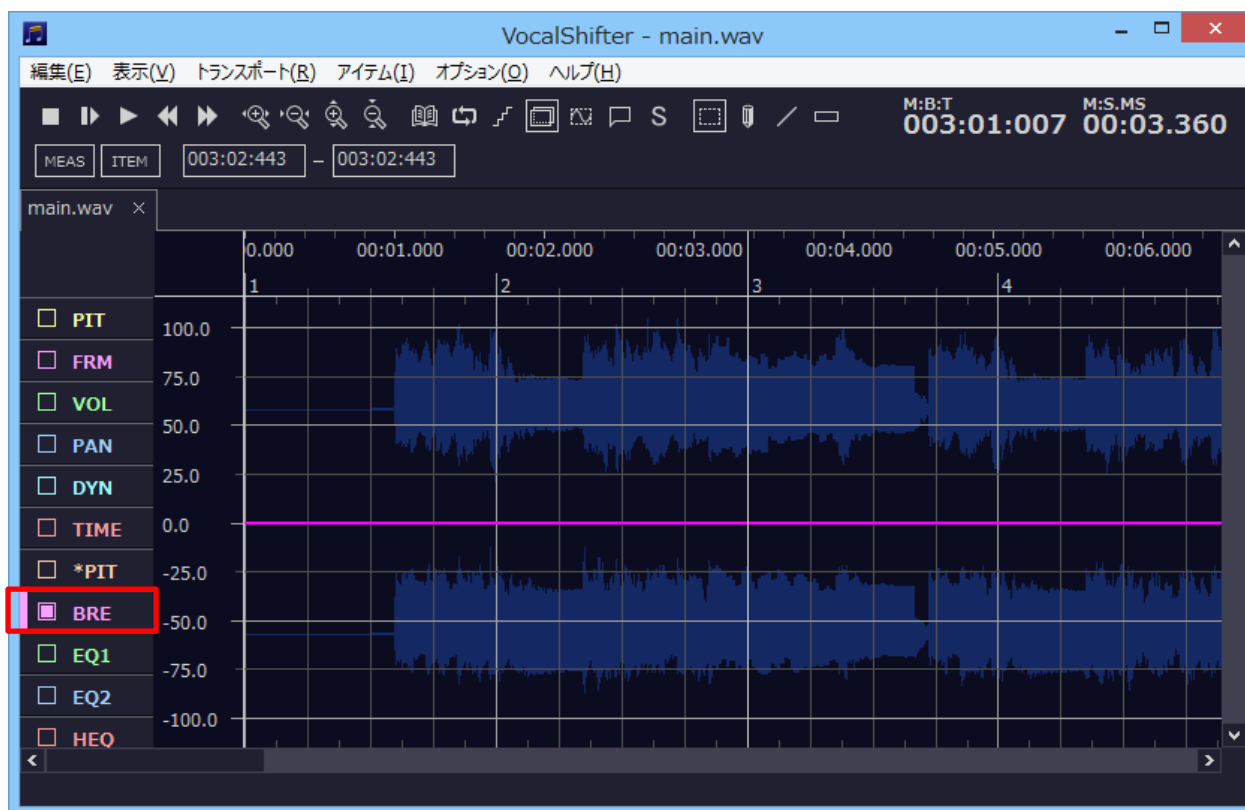 VocalShifter - main.wav
編集(E) 表示(V) トランスポート(R) アイテム(I) オプション(O) ヘルプ(H)
S
M:B:T M:S.MS
003:01:007 00:03.360
MEAS ITEM 003:02:443 – 003:02:443
main.wav ×
0.000 00:01.000 00:02.000 00:03.000 00:04.000 00:05.000 00:06.000
1 2 3 4
PIT
100.0
FRM
75.0
VOL
50.0
PAN
25.0
DYN
0.0
TIME
-25.0
*PIT
BRE
-50.0
EQ1
-75.0
EQ2
-100.0
HEQ